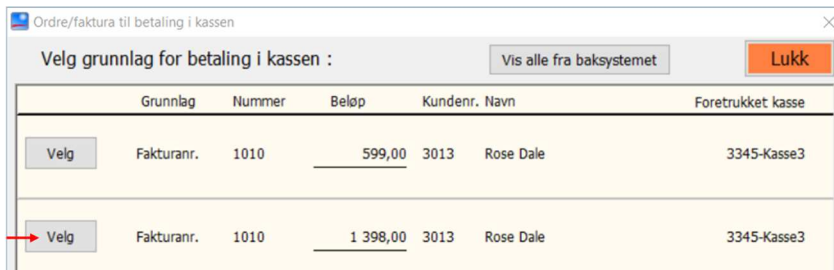 Ordre/faktura til betaling i kassen
Velg grunnlag for betaling i kassen : Vis alle fra baksystemet Lukk
Grunnlag Nummer Beløp Kundenr. Navn Foretrukket kasse
Velg Fakturanr. 1010 599,00 3013 Rose Dale 3345-Kasse3
Velg Fakturanr. 1010 1 398,00 3013 Rose Dale 3345-Kasse3